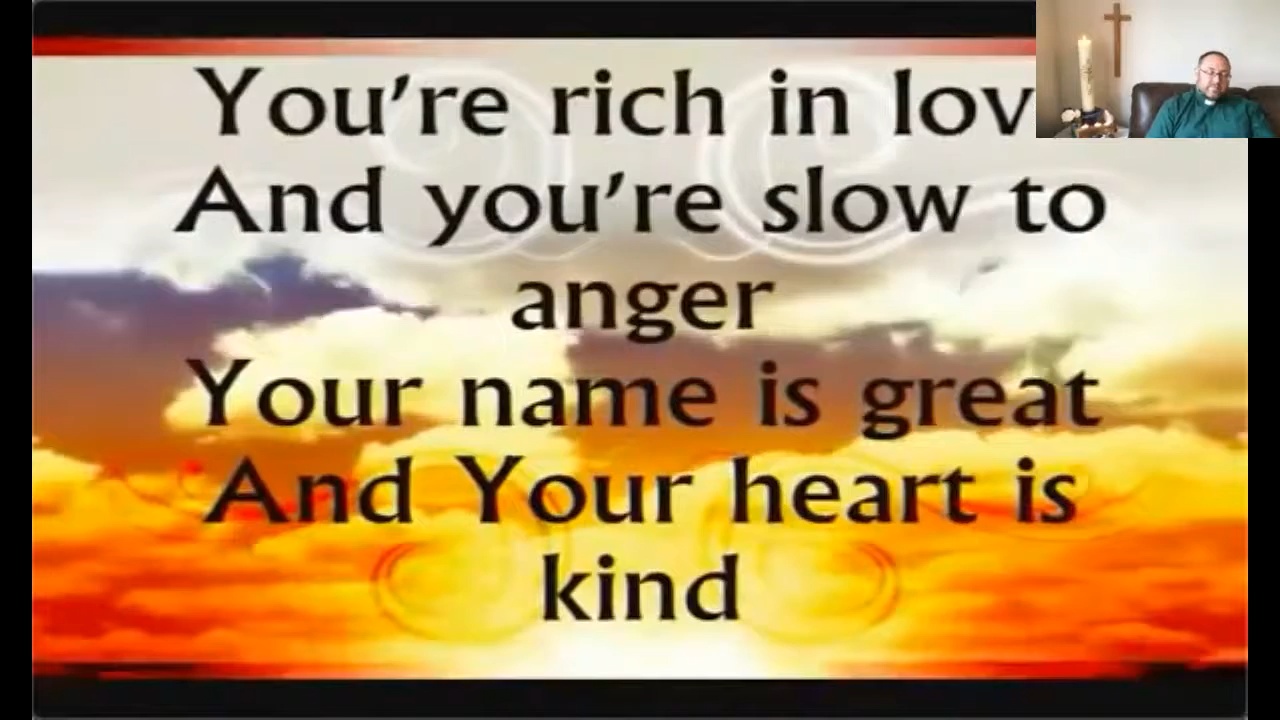 You're rich in lov
And you're slow to
anger
Your name is great
And Your heart is
kind